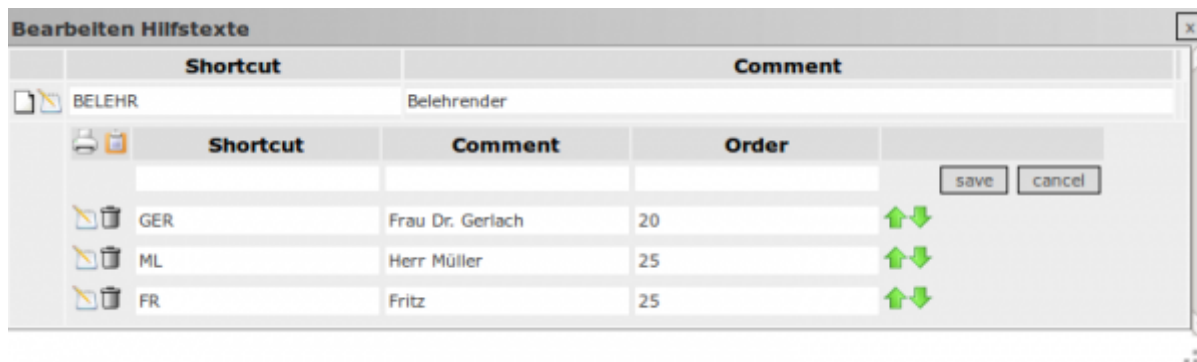 Bearbeiten Hilfstexte x
Shortcut Comment
BELEHR Belehrender
Shortcut Comment Order
save cancel
GER Frau Dr. Gerlach 20
ML Herr Müller 25
FR Fritz 25